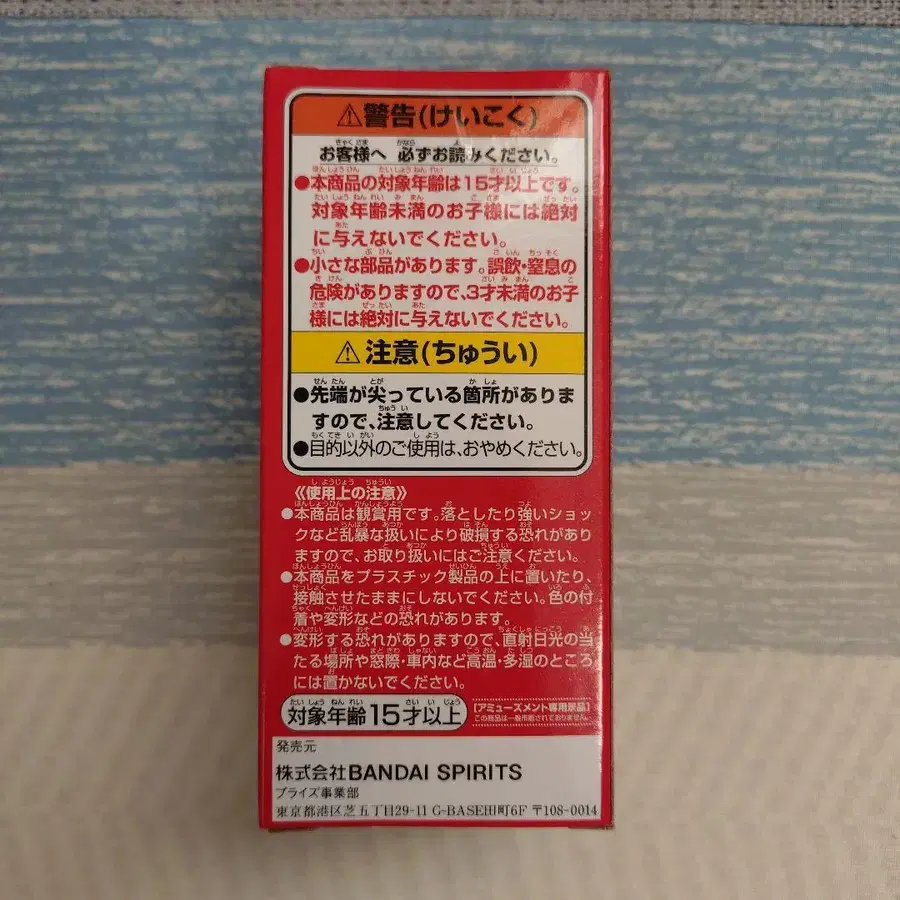 ⚠警告(けいこく)
お客様へ 必ずお読みください。
●本商品の対象年齢は15才以上です。
対象年齢未満のお子様には絶対
に与えないでください。
●小さな部品があります。誤飲・窒息の
危険がありますので、3才未満のお子
様には絶対に与えないでください。
⚠注意(ちゅうい)
●先端が尖っている箇所がありま
すので、注意してください。
●目的以外のご使用は、おやめください。
《使用上の注意》
●本商品は観賞用です。落としたり強いショッ
クなど乱暴な扱いにより破損する恐れがあり
ますので、お取り扱いにはご注意ください。
●本商品をプラスチック製品の上に置いたり、
接触させたままにしないでください。色の付
着や変形などの恐れがあります。
●変形する恐れがありますので、直射日光の当
たる場所や窓際・車内など高温・多湿のところ
には置かないでください。
対象年齢15才以上
[アミューズメント専用景品]
この商品は一般市販されておりません。
発売元
株式会社BANDAI SPIRITS
プライズ事業部
東京都港区芝五丁目29-11 G-BASE田町6F 〒108-0014